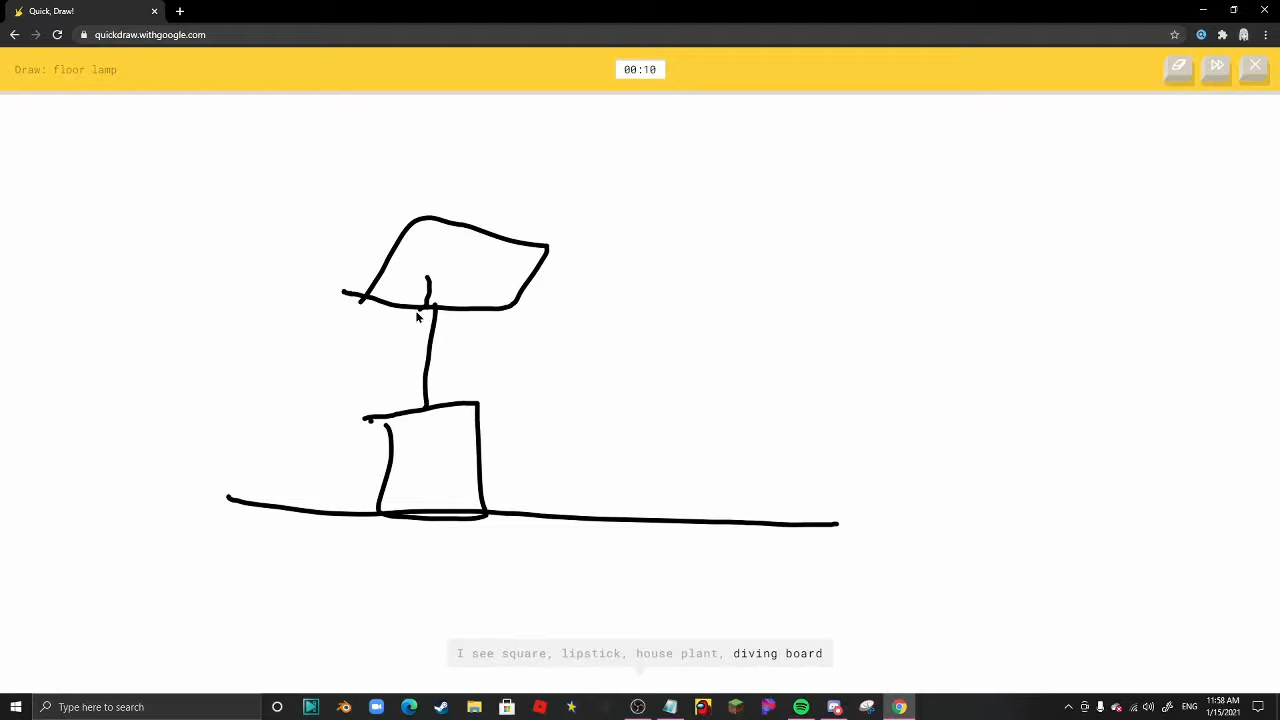 Quick, Draw!
quickdraw.withgoogle.com
Draw: floor lamp
00:10
I see square, lipstick, house plant, diving board
Type here to search
ENG
11:58 AM
1/15/2021